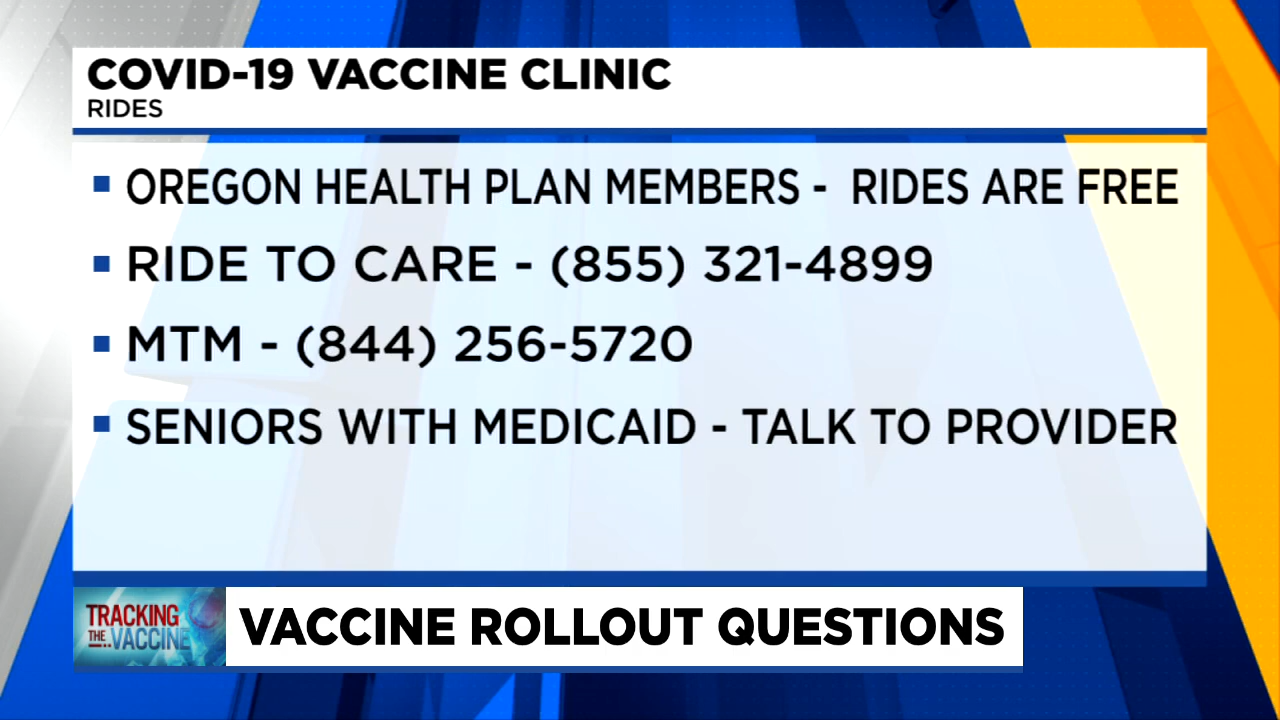 COVID-19 VACCINE CLINIC
RIDES
OREGON HEALTH PLAN MEMBERS - RIDES ARE FREE
RIDE TO CARE - (855) 321-4899
MTM - (844) 256-5720
SENIORS WITH MEDICAID - TALK TO PROVIDER
TRACKING
THE VACCINE
VACCINE ROLLOUT QUESTIONS